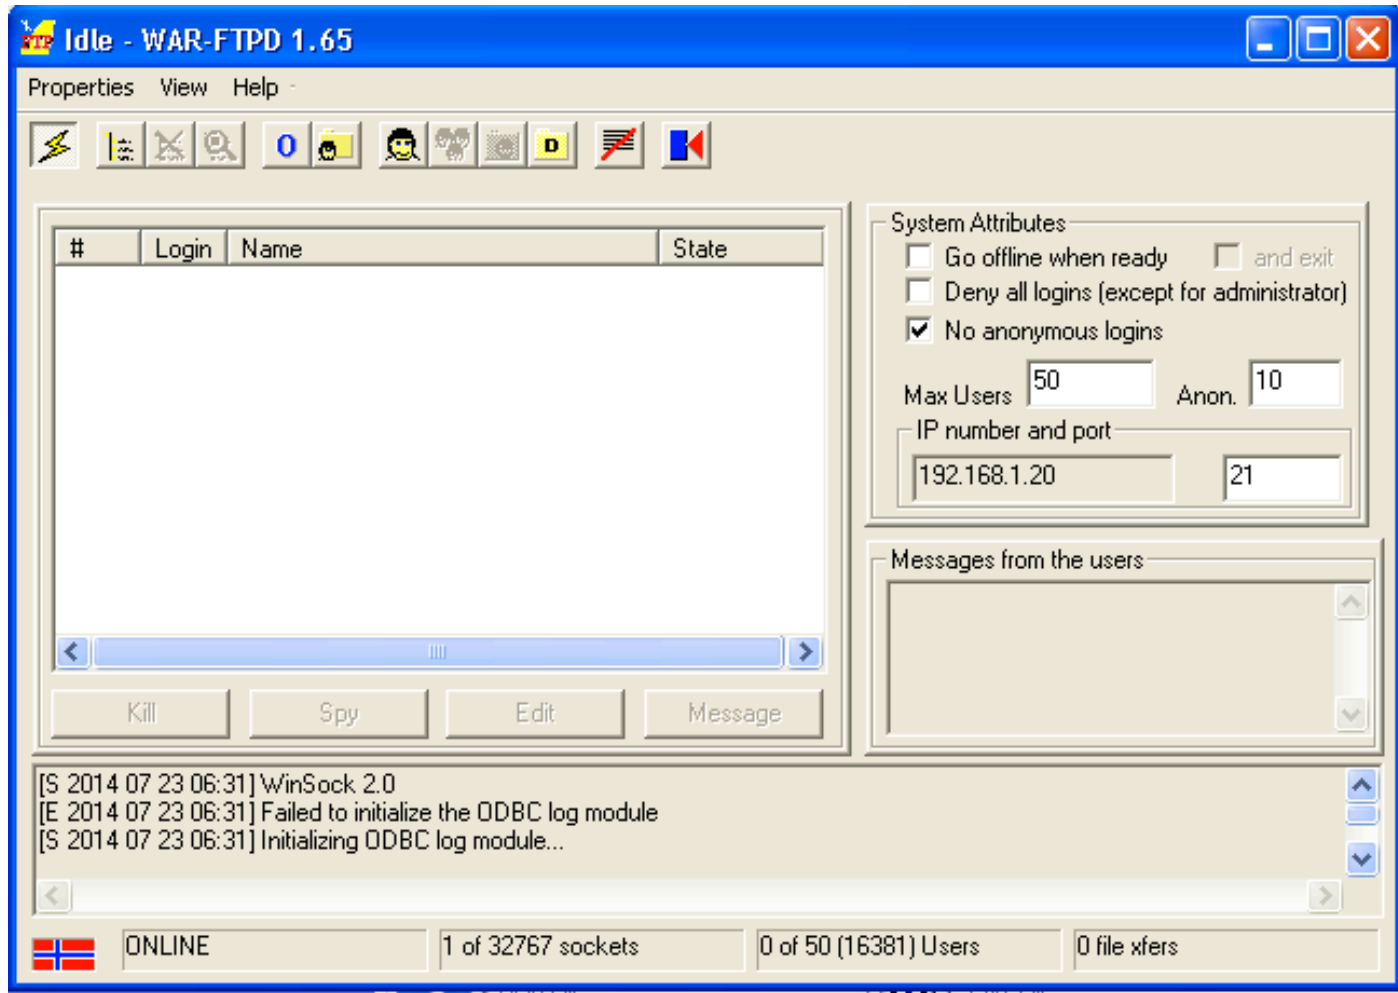 Idle - WAR-FTPD 1.65
Properties View Help
O D
# Login Name State
Kill Spy Edit Message
System Attributes
Go offline when ready and exit
Deny all logins (except for administrator)
No anonymous logins
Max Users 50 Anon. 10
IP number and port
192.168.1.20 21
Messages from the users
[S 2014 07 23 06:31] WinSock 2.0
[E 2014 07 23 06:31] Failed to initialize the ODBC log module
[S 2014 07 23 06:31] Initializing ODBC log module...
ONLINE 1 of 32767 sockets 0 of 50 (16381) Users 0 file xfers